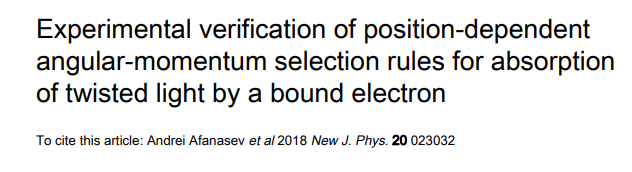 Experimental verification of position-dependent
angular-momentum selection rules for absorption
of twisted light by a bound electron
To cite this article: Andrei Afanasev et al 2018 New J. Phys. 20 023032